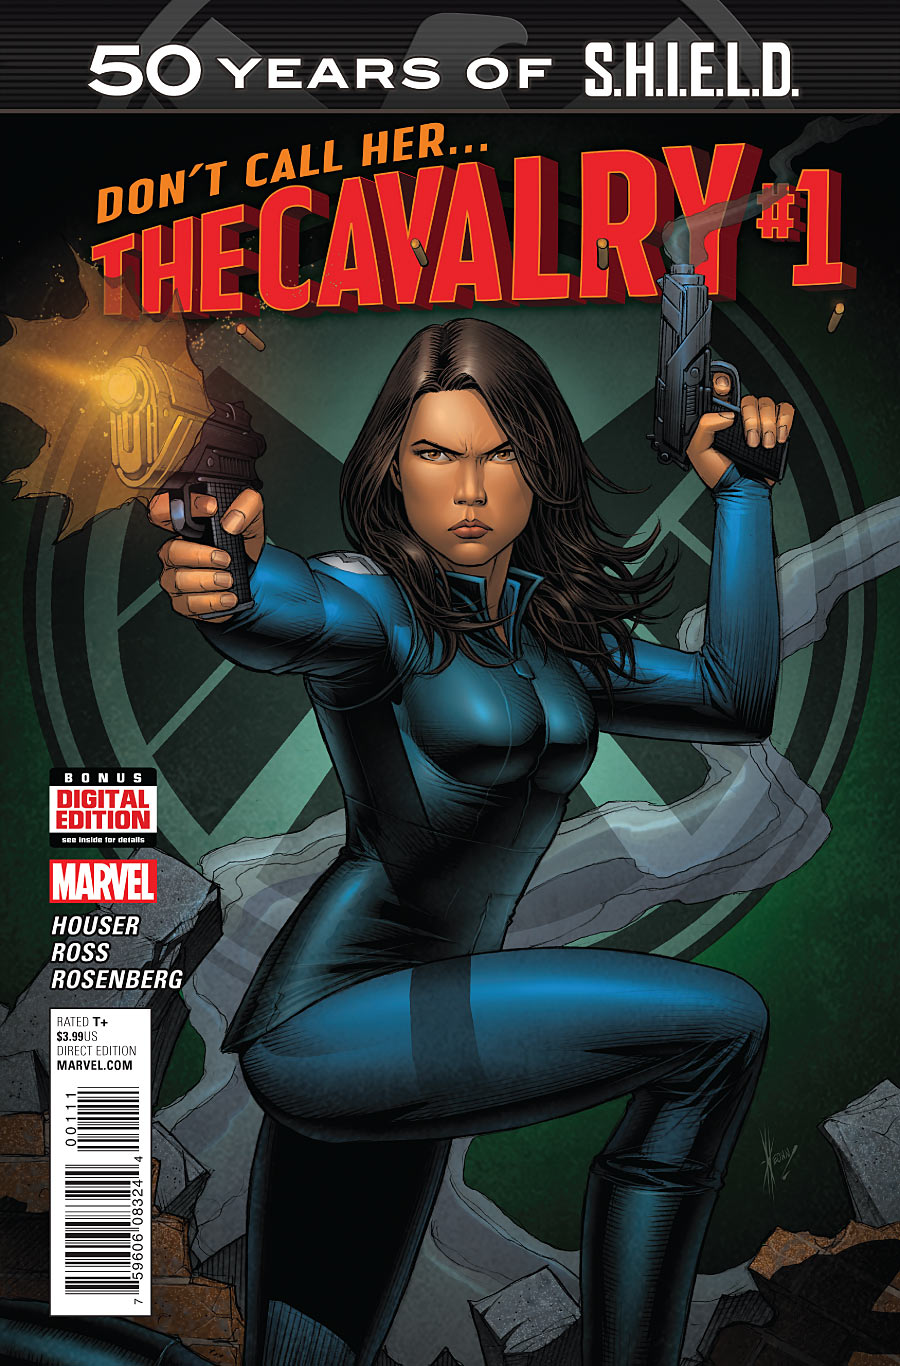 50 YEARS OF S.H.I.E.L.D.
DON'T CALL HER...
THE CAVALRY #1
BONUS
DIGITAL
EDITION
see inside for details
MARVEL
HOUSER
ROSS
ROSENBERG
RATED T+
$3.99US
DIRECT EDITION
MARVEL.COM
00111
7 59606 08324 4